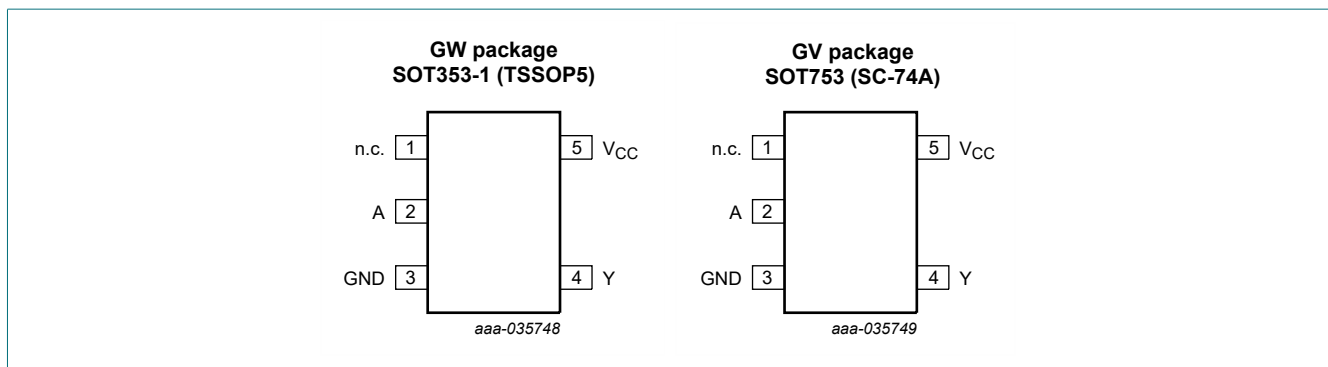 GW package
SOT353-1 (TSSOP5)
n.c. 1
5 VCC
A 2
GND 3
4 Y
aaa-035748
GV package
SOT753 (SC-74A)
n.c. 1
5 VCC
A 2
GND 3
4 Y
aaa-035749